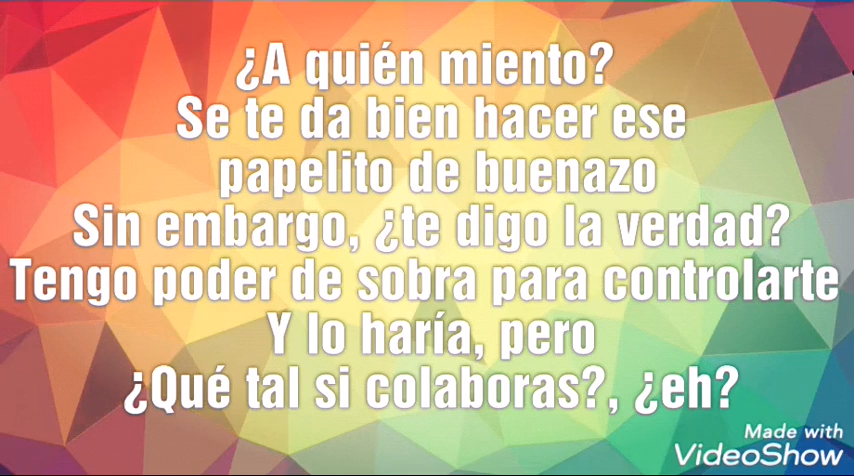 ¿A quién miento?
Se te da bien hacer ese
papelito de buenazo
Sin embargo, ¿te digo la verdad?
Tengo poder de sobra para controlarte
Y lo haría, pero
¿Qué tal si colaboras?, ¿eh?
Made with
VideoShow